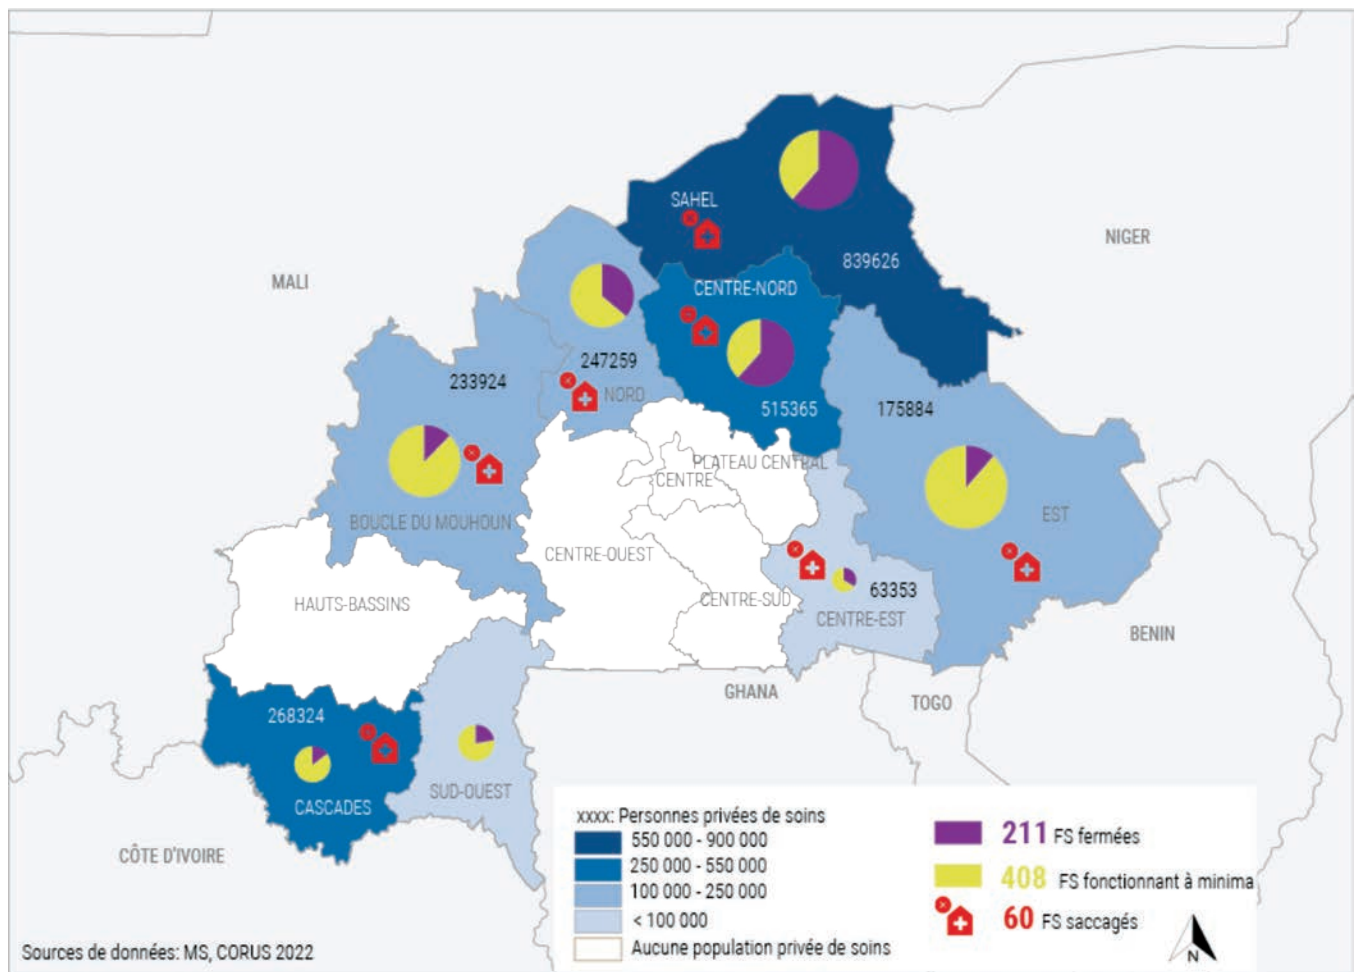 SAHEL
NIGER
839626
MALI
CENTRE-NORD
247259
233924
NORD
515365
175884
PLATEAU CENTRAL
CENTRE
EST
BOUCLE DU MOUHOUN
CENTRE-OUEST
63353
HAUTS-BASSINS
CENTRE-SUD
CENTRE-EST
BENIN
GHANA
TOGO
268324
SUD-OUEST
CASCADES
CÔTE D'IVOIRE
xxxx: Personnes privées de soins
550 000 - 900 000
250 000 - 550 000
100 000 - 250 000
< 100 000
Aucune population privée de soins
211 FS fermées
408 FS fonctionnant à minima
60 FS saccagés
N
Sources de données: MS, CORUS 2022